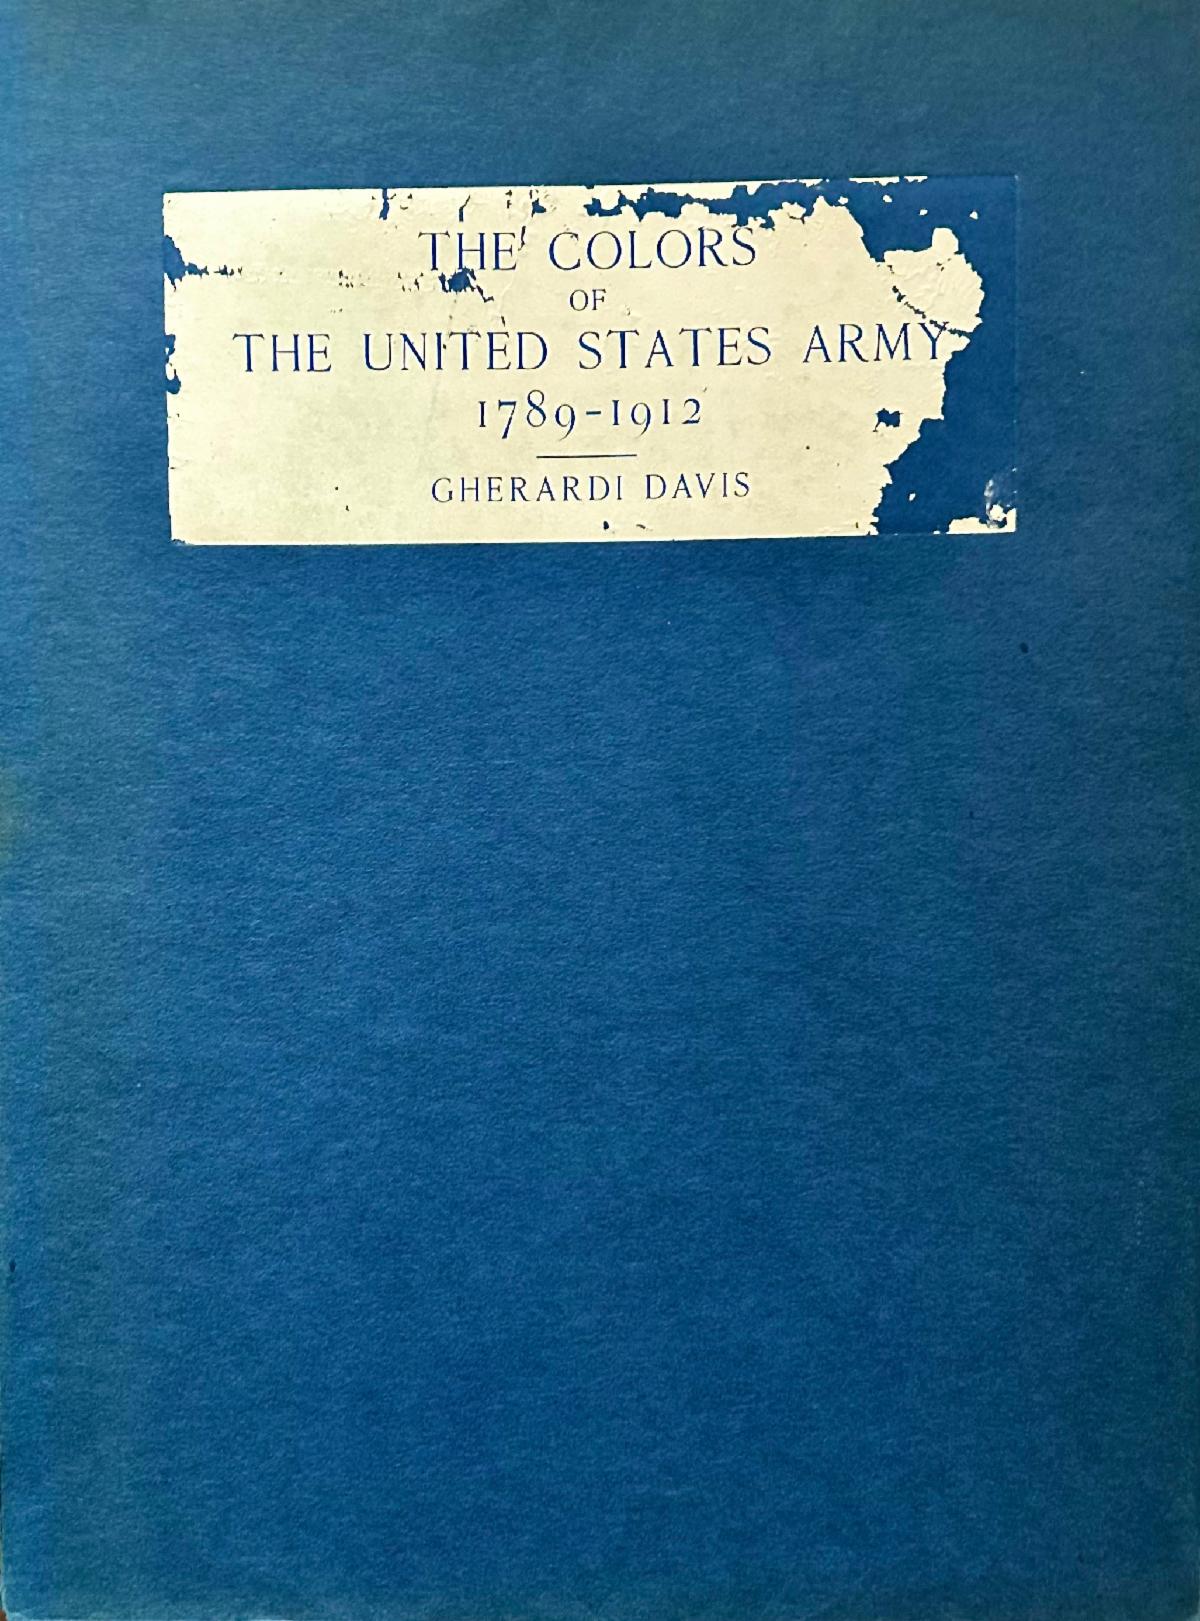 THE COLORS
OF
THE UNITED STATES ARMY
1789-1912
GHERARDI DAVIS